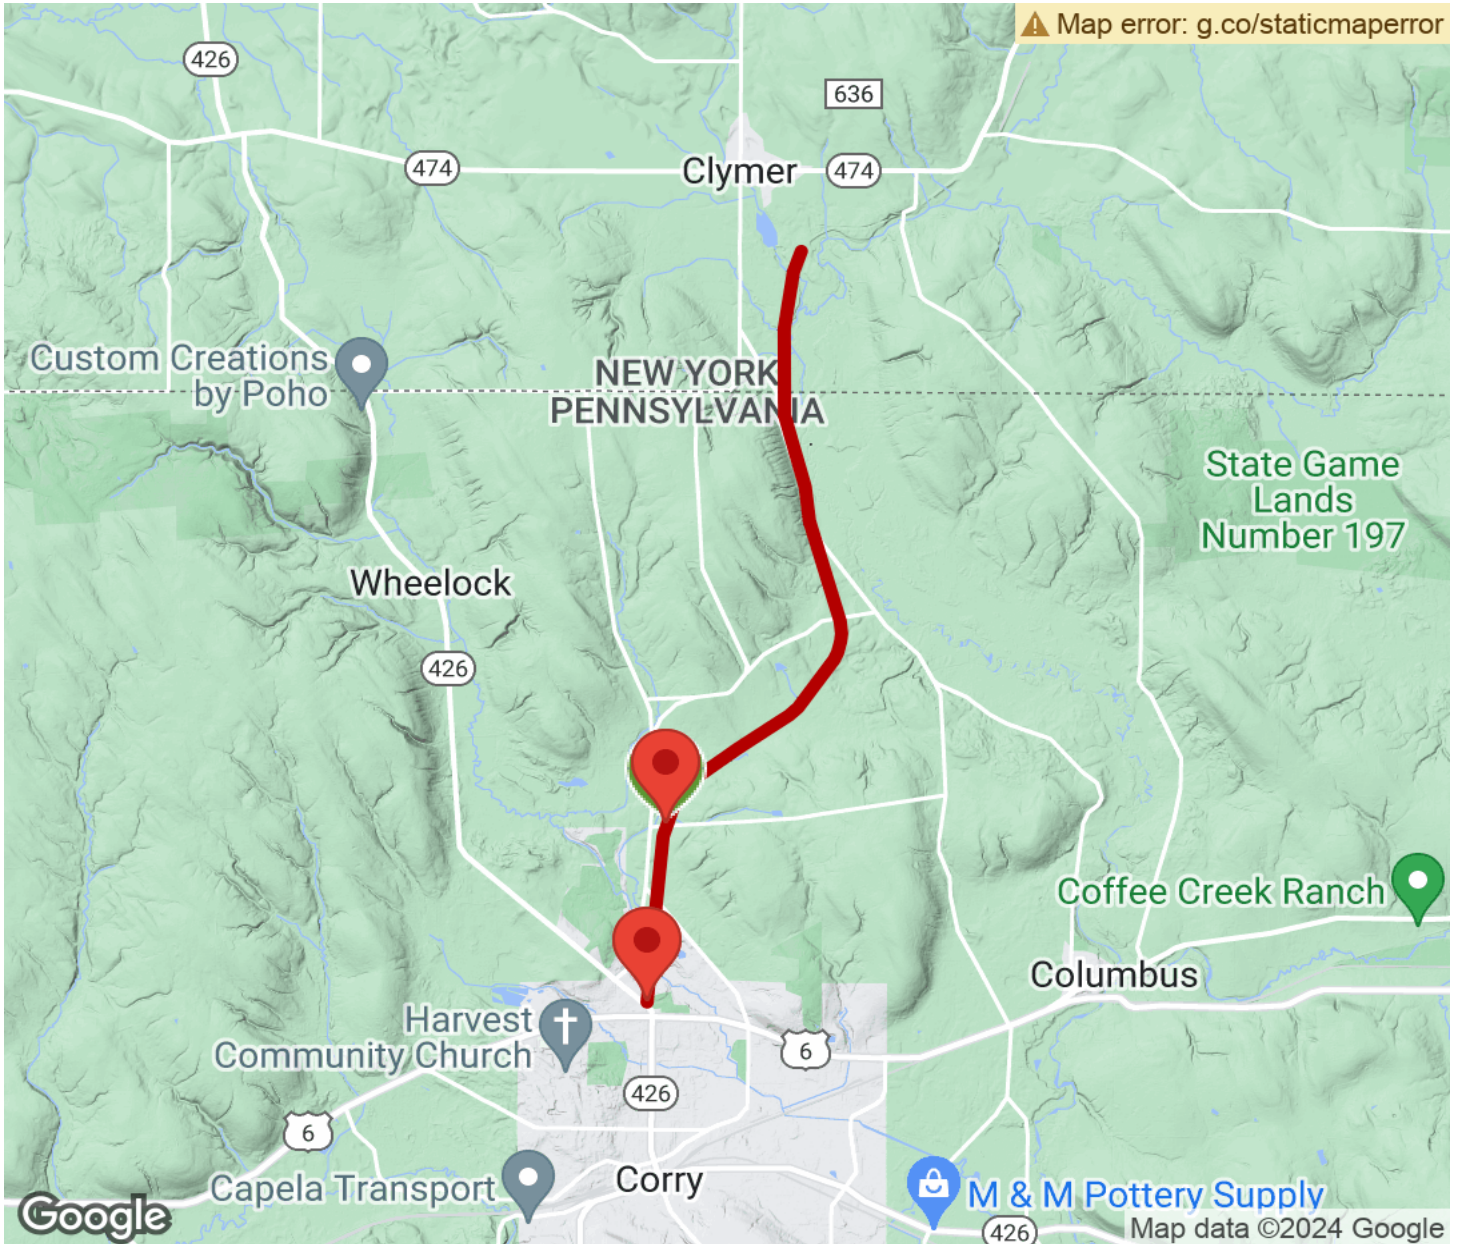 Map error: g.co/staticmaperror
426
636
474
Clymer
474
Custom Creations
by Poho
NEW YORK
PENNSYLVANIA
State Game
Lands
Number 197
Wheelock
426
Coffee Creek Ranch
Columbus
Harvest
Community Church
6
426
6
Capela Transport
Corry
M & M Pottery Supply
Google
426
Map data ©2024 Google